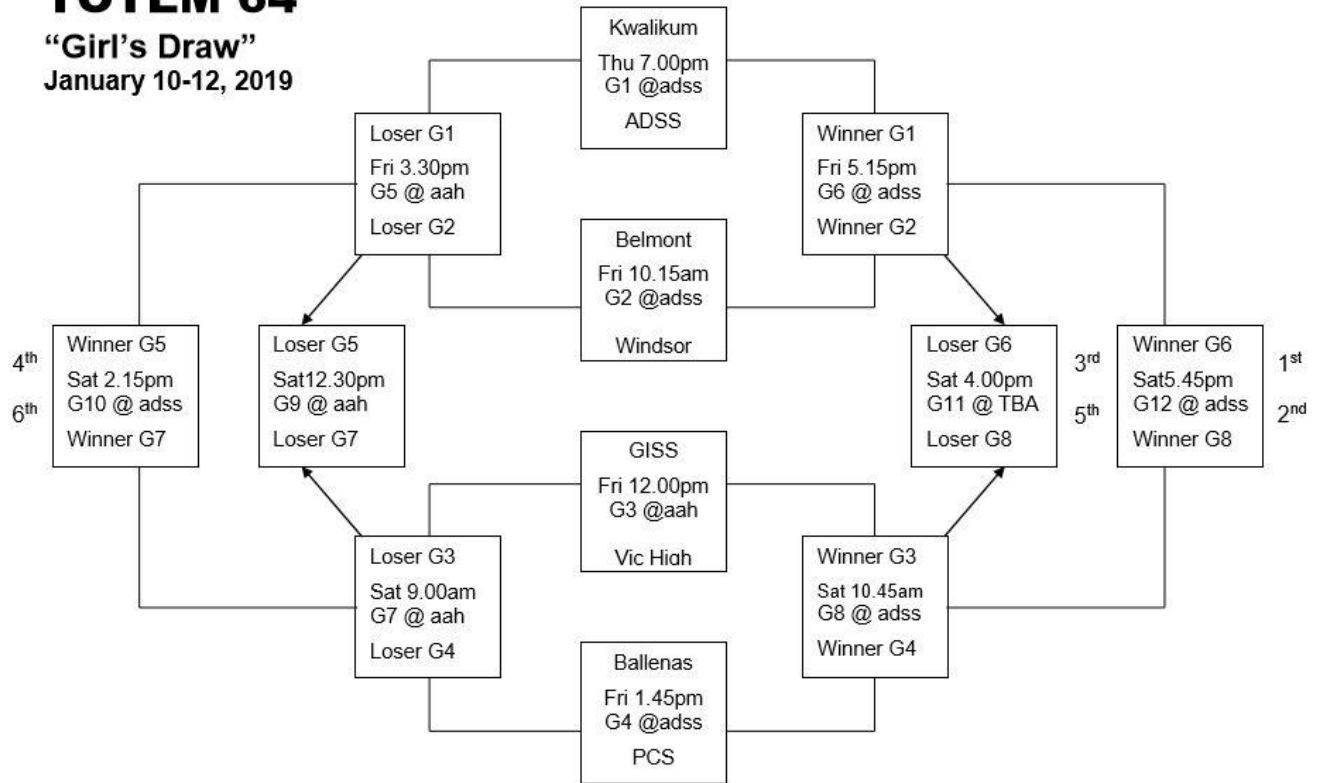 TOTEM 64
“Girl’s Draw”
January 10-12, 2019
Kwalikum
Thu 7.00pm
G1 @adss
ADSS
Loser G1
Fri 3.30pm
G5 @ aah
Loser G2
Winner G1
Fri 5.15pm
G6 @ adss
Winner G2
Belmont
Fri 10.15am
G2 @adss
Windsor
4th
6th
Winner G5
Sat 2.15pm
G10 @ adss
Winner G7
Loser G5
Sat12.30pm
G9 @ aah
Loser G7
Loser G6
Sat 4.00pm
G11 @ TBA
Loser G8
3rd
5th
Winner G6
Sat5.45pm
G12 @ adss
Winner G8
1st
2nd
GISS
Fri 12.00pm
G3 @aah
Vic High
Loser G3
Sat 9.00am
G7 @ aah
Loser G4
Winner G3
Sat 10.45am
G8 @ adss
Winner G4
Ballenas
Fri 1.45pm
G4 @adss
PCS